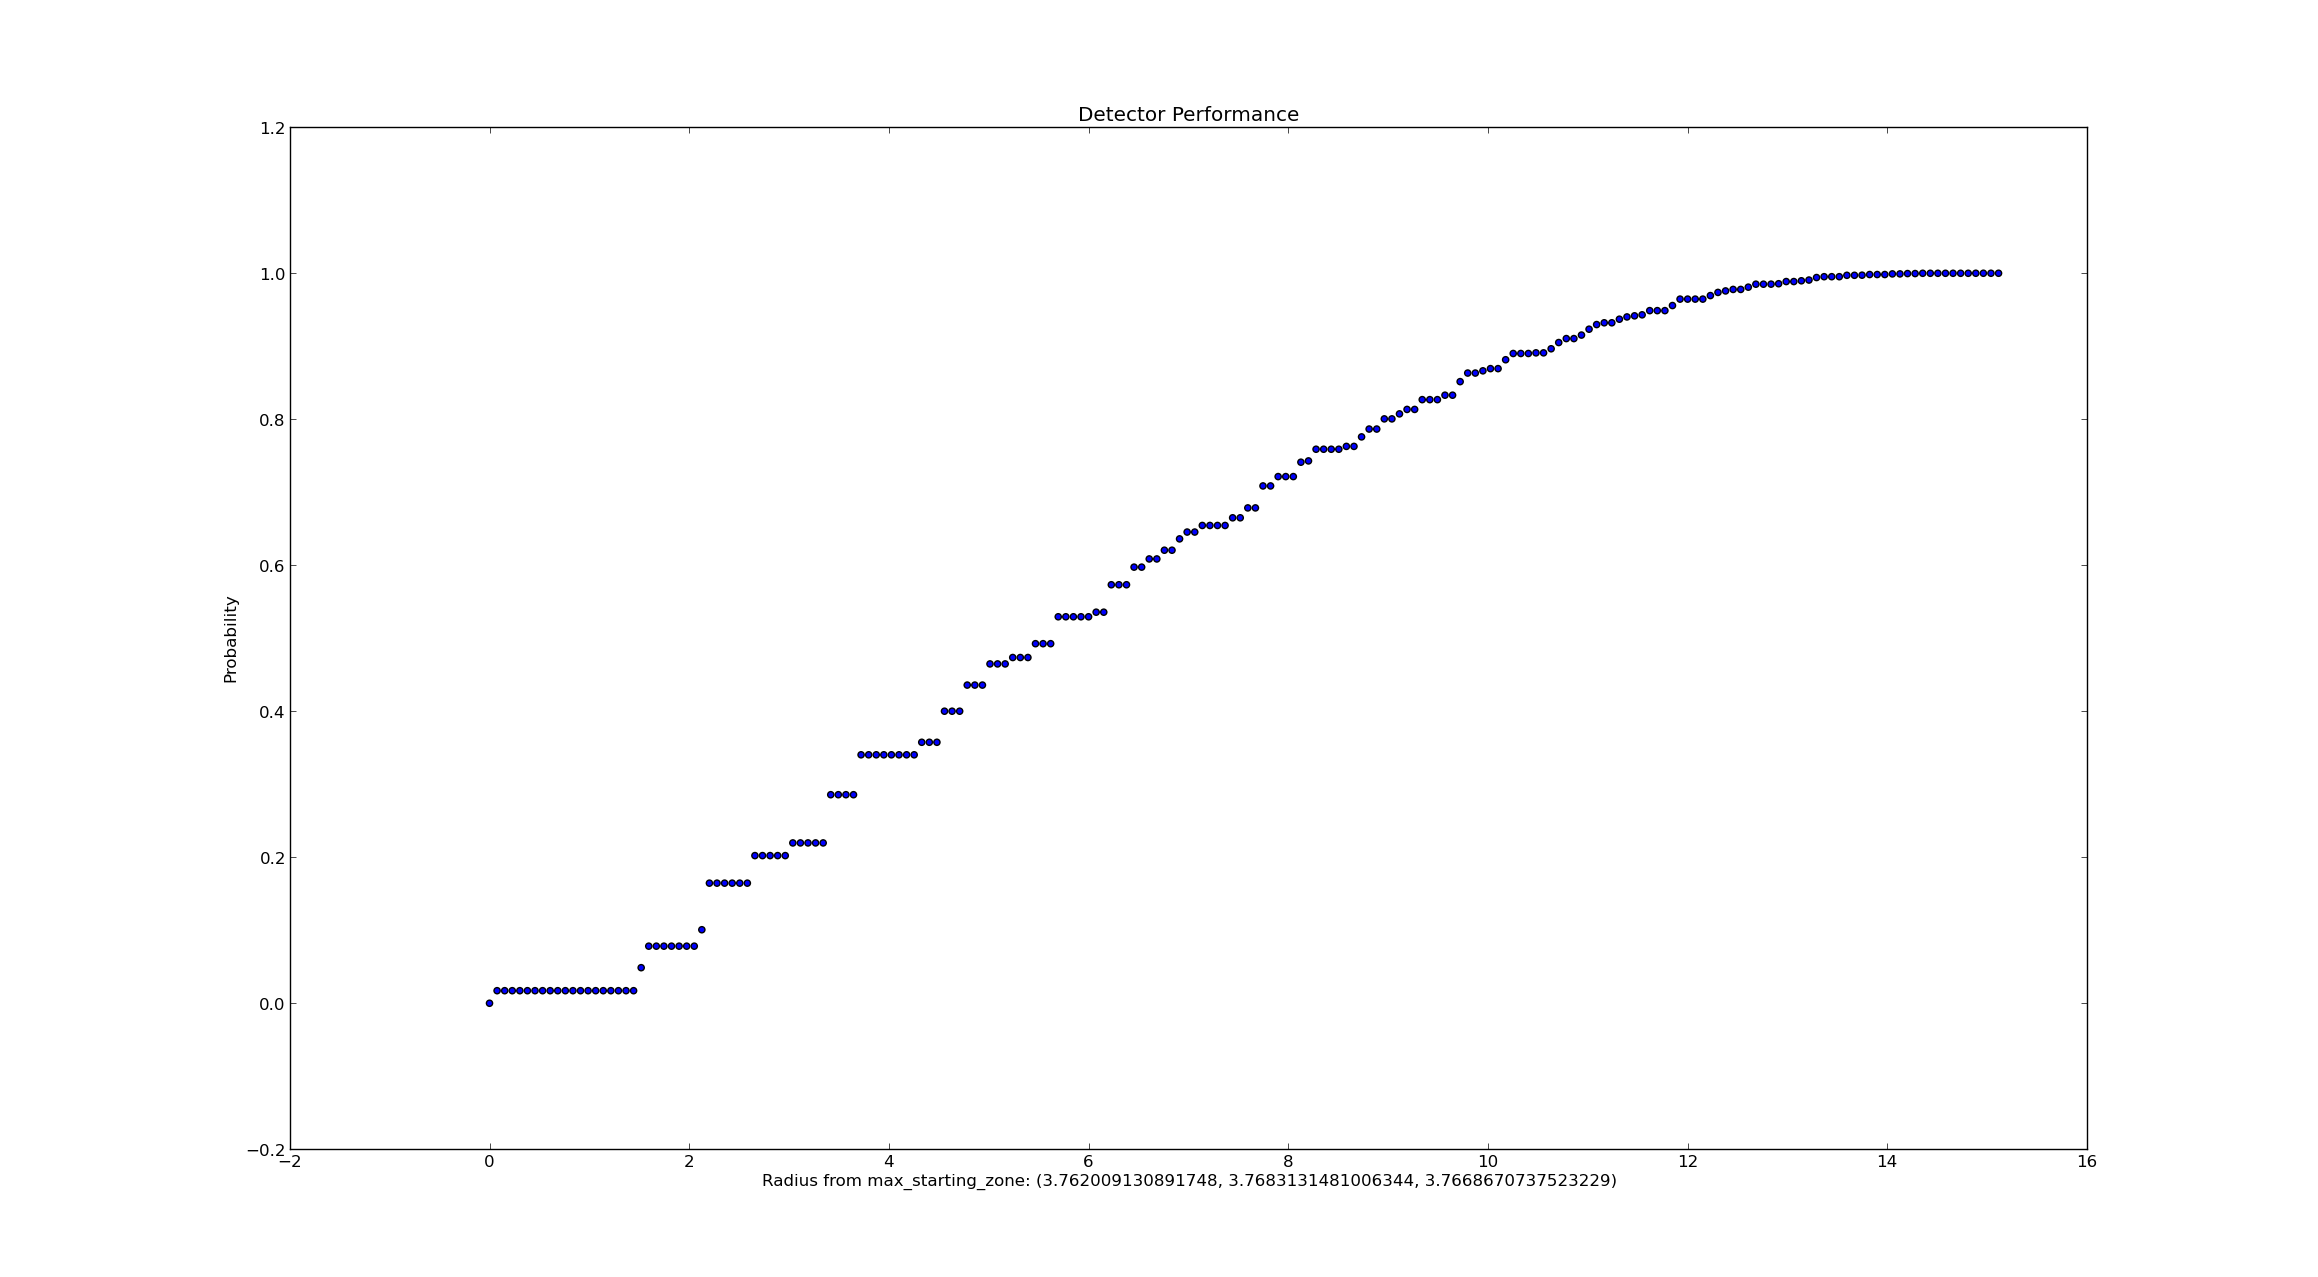 Detector Performance
1.2
1.0
0.8
0.6
0.4
0.2
0.0
−0.2
Probability
−2 0 2 4 6 8 10 12 14 16
Radius from max_starting_zone: (3.762009130891748, 3.7683131481006344, 3.7668670737523229)